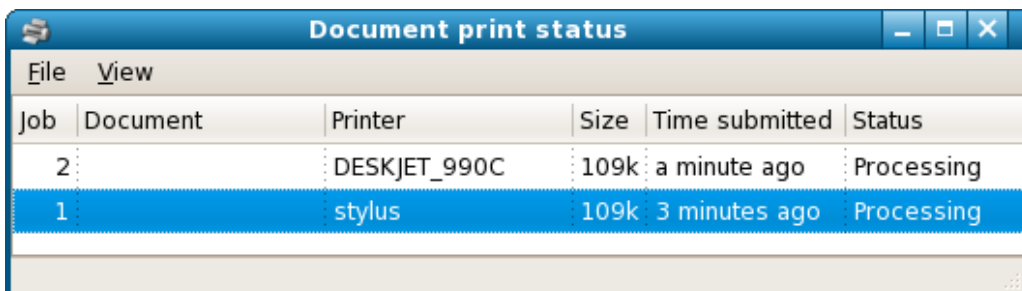 Document print status
File View
Job Document Printer Size Time submitted Status
2 DESKJET_990C 109k a minute ago Processing
1 stylus 109k 3 minutes ago Processing